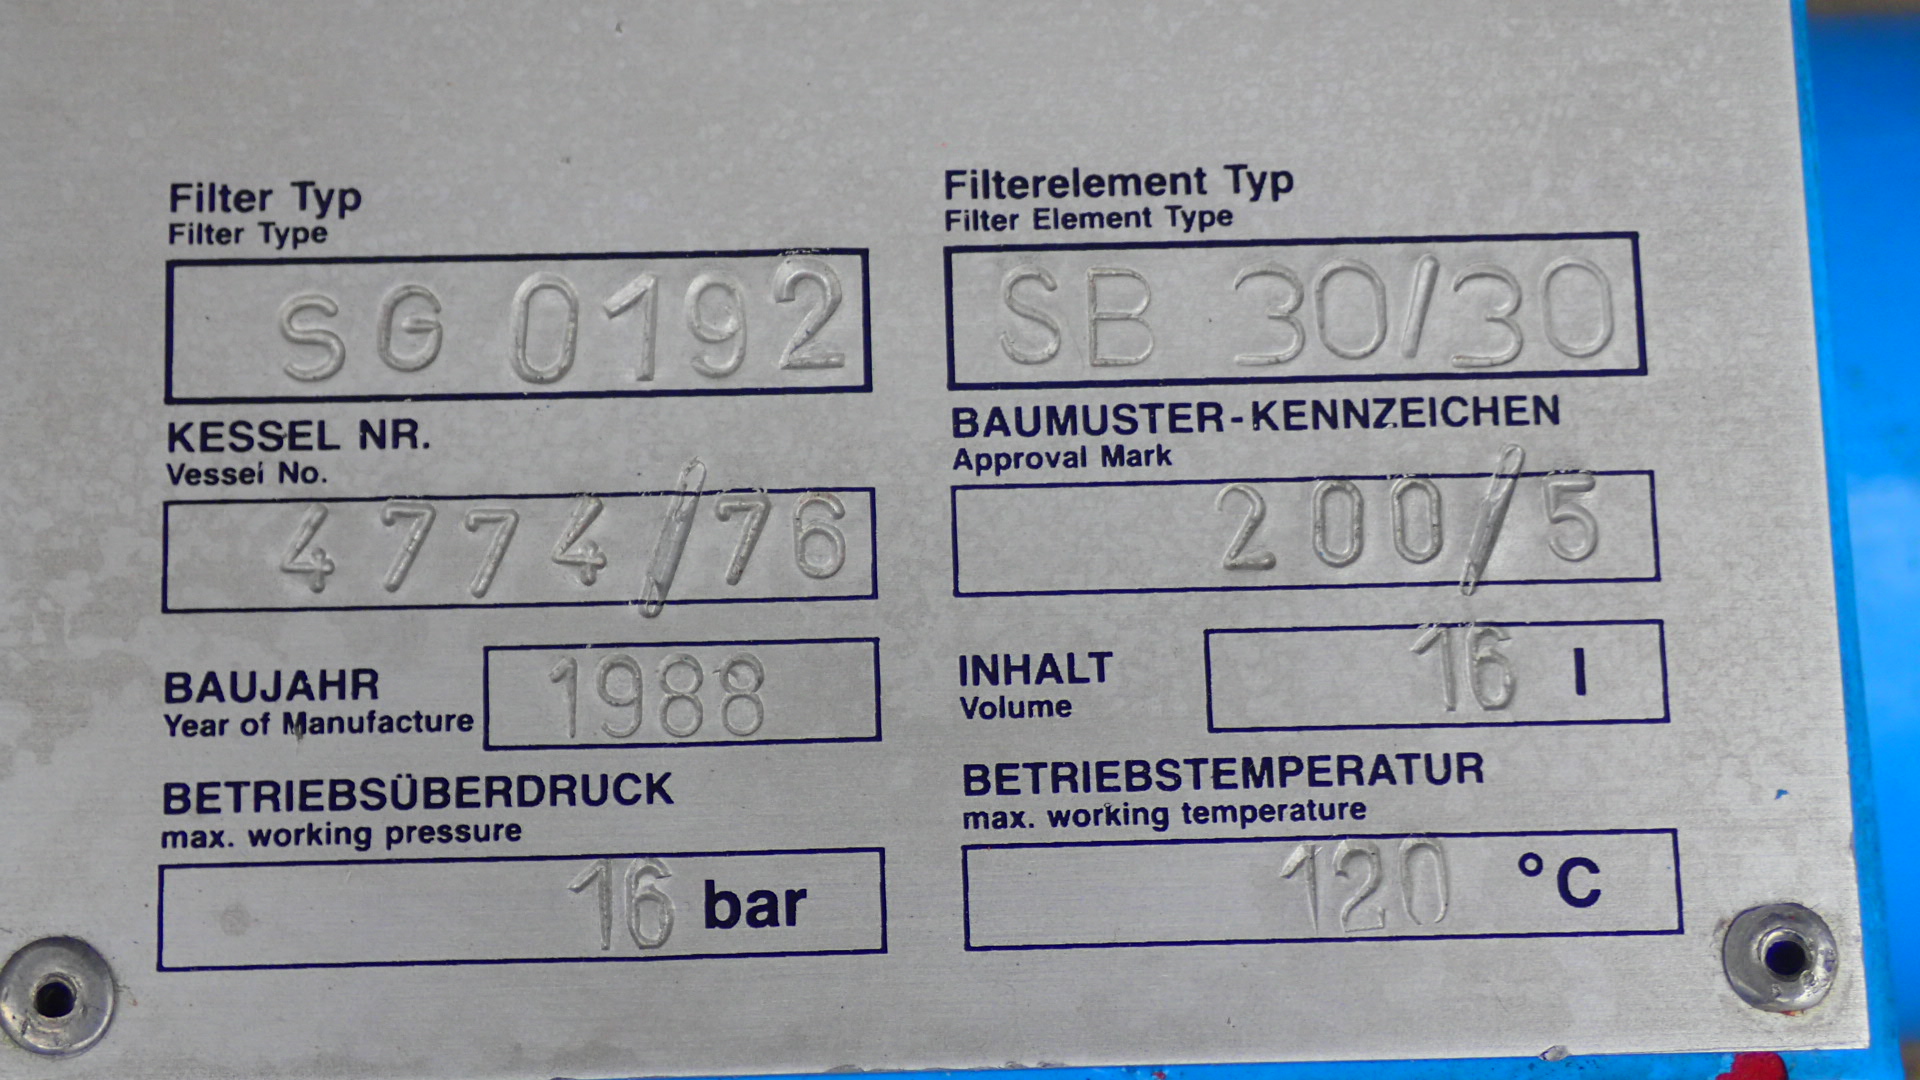 Filter Typ
Filter Type
SG 0192
Filterelement Typ
Filter Element Type
SB 30/30
KESSEL NR.
Vessel No.
4774/76
BAUMUSTER-KENNZEICHEN
Approval Mark
200/5
BAUJAHR
Year of Manufacture
1988
INHALT
Volume
16 l
BETRIEBSÜBERDRUCK
max. working pressure
16 bar
BETRIEBSTEMPERATUR
max. working temperature
120 °C